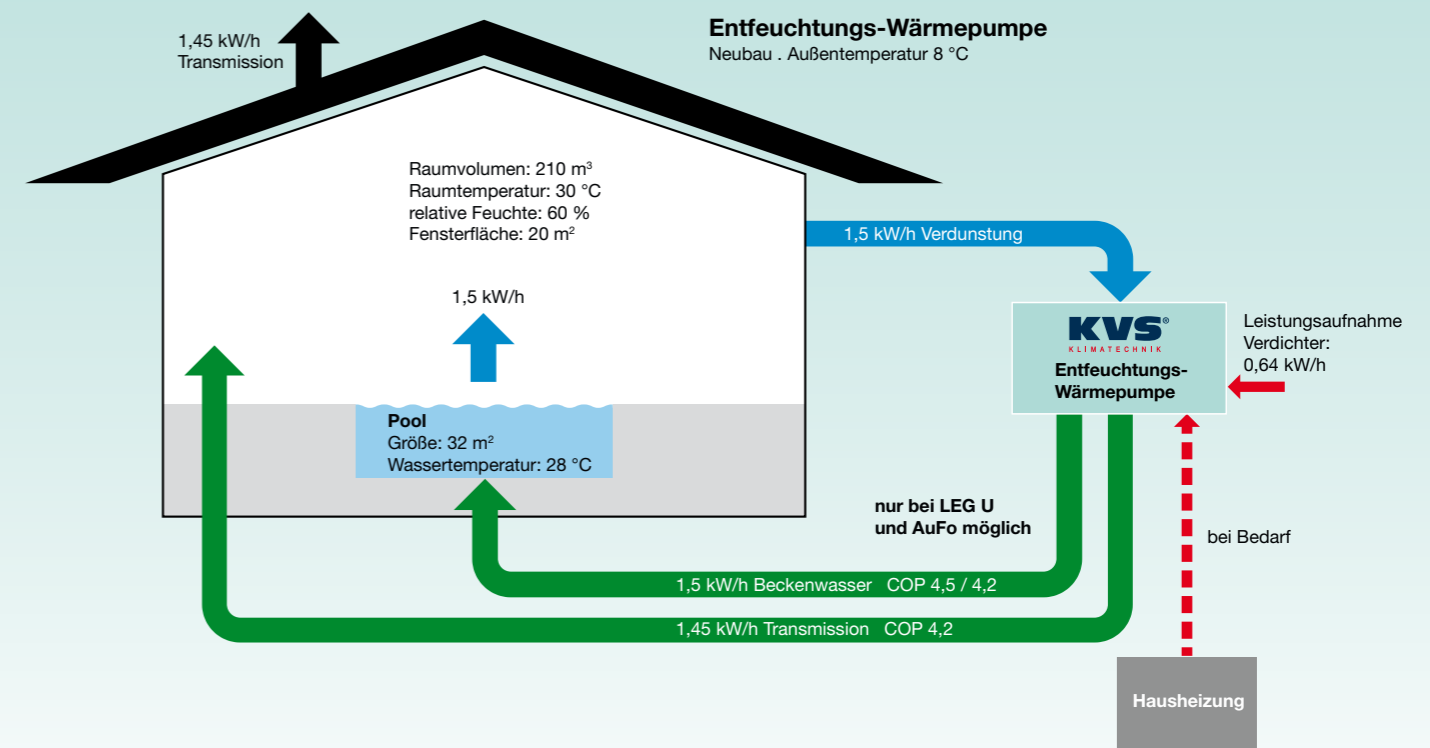 Entfeuchtungs-Wärmepumpe
Neubau . Außentemperatur 8 °C
1,45 kW/h
Transmission
Raumvolumen: 210 m³
Raumtemperatur: 30 °C
relative Feuchte: 60 %
Fensterfläche: 20 m²
1,5 kW/h Verdunstung
1,5 kW/h
KVS®
KLIMATECHNIK
Entfeuchtungs-
Wärmepumpe
Leistungsaufnahme
Verdichter:
0,64 kW/h
Pool
Größe: 32 m²
Wassertemperatur: 28 °C
nur bei LEG U
und AuFo möglich
bei Bedarf
1,5 kW/h Beckenwasser COP 4,5 / 4,2
1,45 kW/h Transmission COP 4,2
Hausheizung